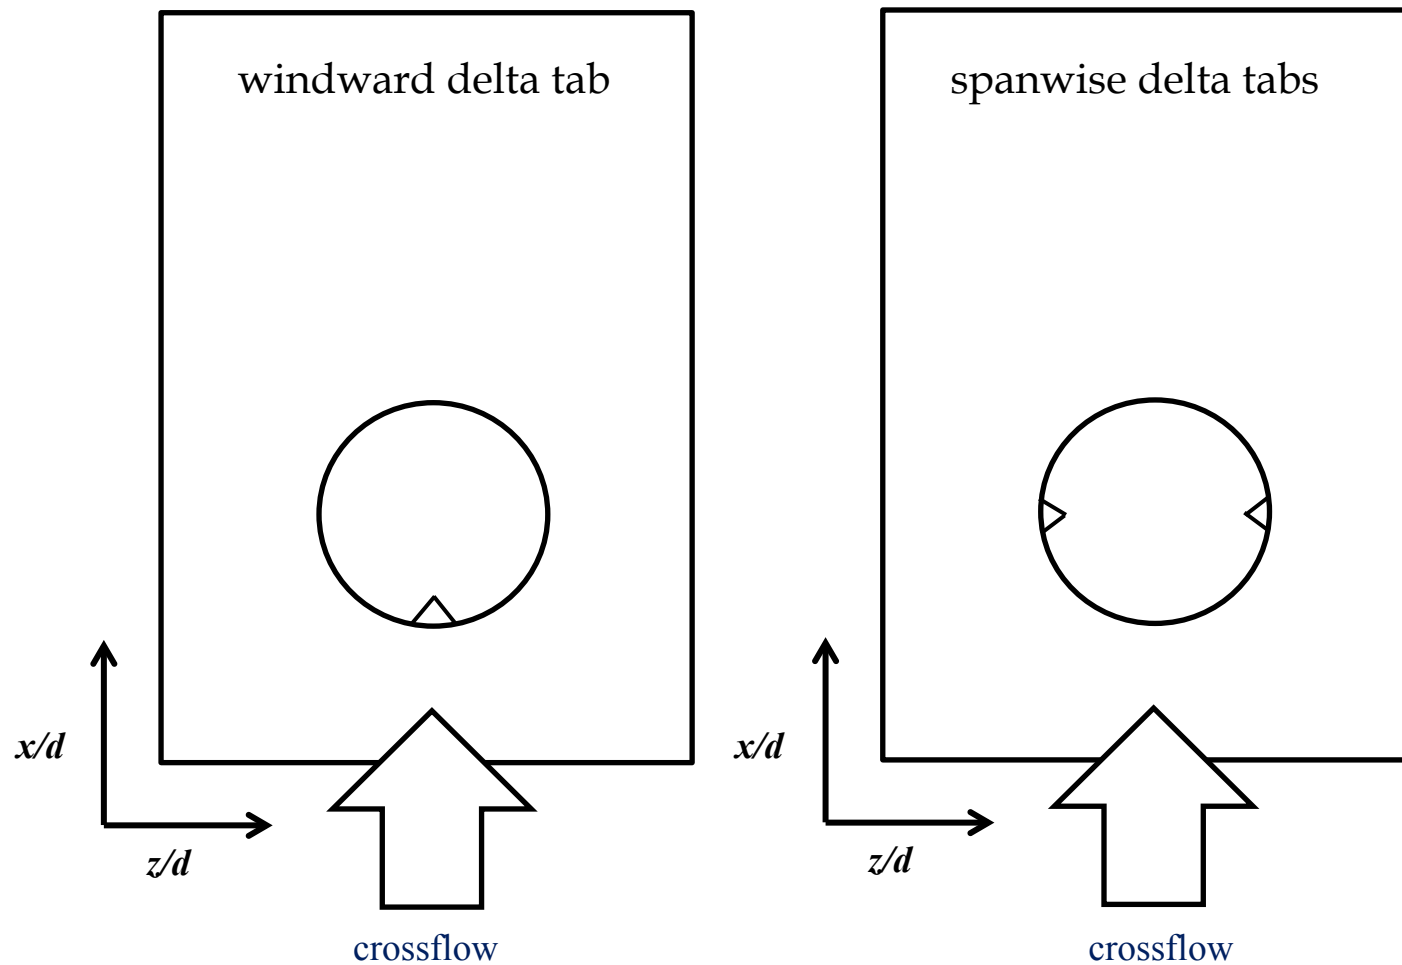 windward delta tab
x/d
z/d
crossflow
spanwise delta tabs
x/d
z/d
crossflow